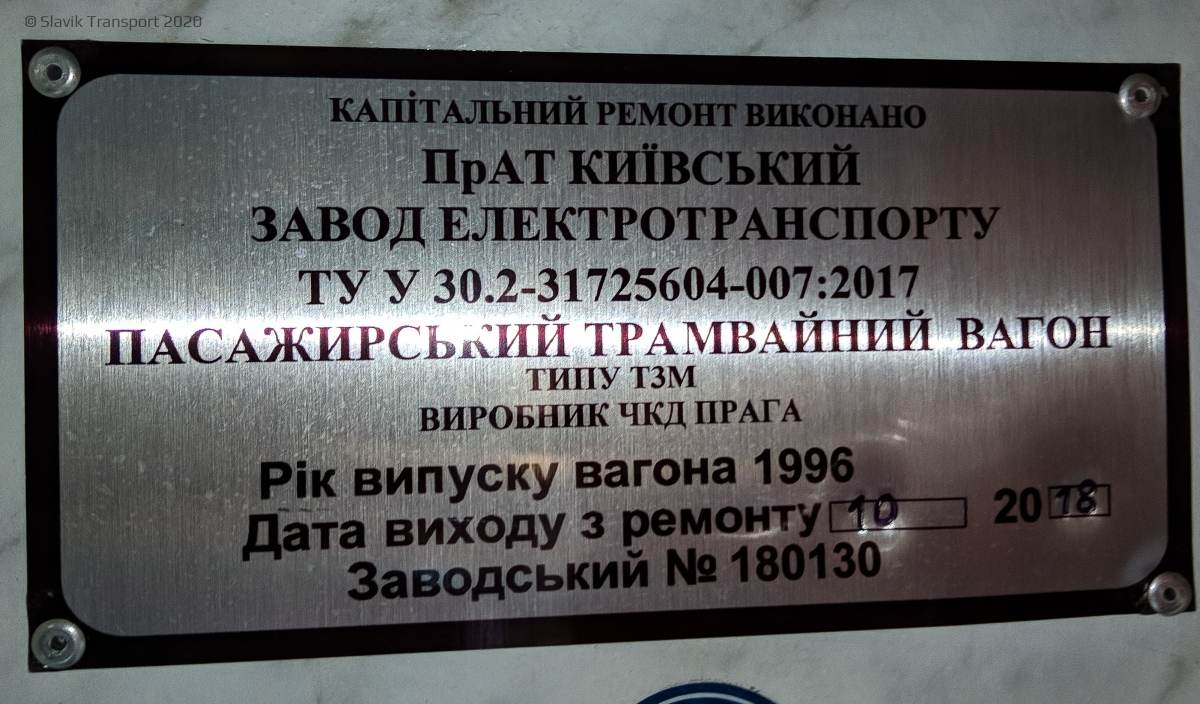 © Slavik Transport 2020
КАПІТАЛЬНИЙ РЕМОНТ ВИКОНАНО
ПрАТ КИЇВСЬКИЙ
ЗАВОД ЕЛЕКТРОТРАНСПОРТУ
ТУ У 30.2-31725604-007:2017
ПАСАЖИРСЬКИЙ ТРАМВАЙНИЙ ВАГОН
ТИПУ Т3М
ВИРОБНИК ЧКД ПРАГА
Рік випуску вагона 1996
Дата виходу з ремонту 10 2018
Заводський № 180130